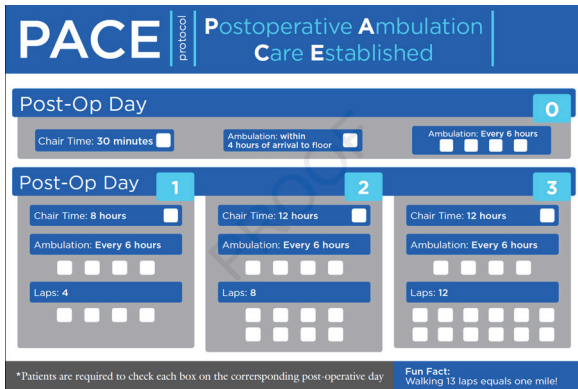 PACE
protocol
Postoperative Ambulation
Care Established
Post-Op Day
0
Chair Time: 30 minutes
Ambulation: within
4 hours of arrival to floor
Ambulation: Every 6 hours
Post-Op Day
1
2
3
Chair Time: 8 hours
Chair Time: 12 hours
Chair Time: 12 hours
Ambulation: Every 6 hours
Ambulation: Every 6 hours
Ambulation: Every 6 hours
Laps: 4
Laps: 8
Laps: 12
PROOF
*Patients are required to check each box on the corrersponding post-operative day
Fun Fact:
Walking 13 laps equals one mile!